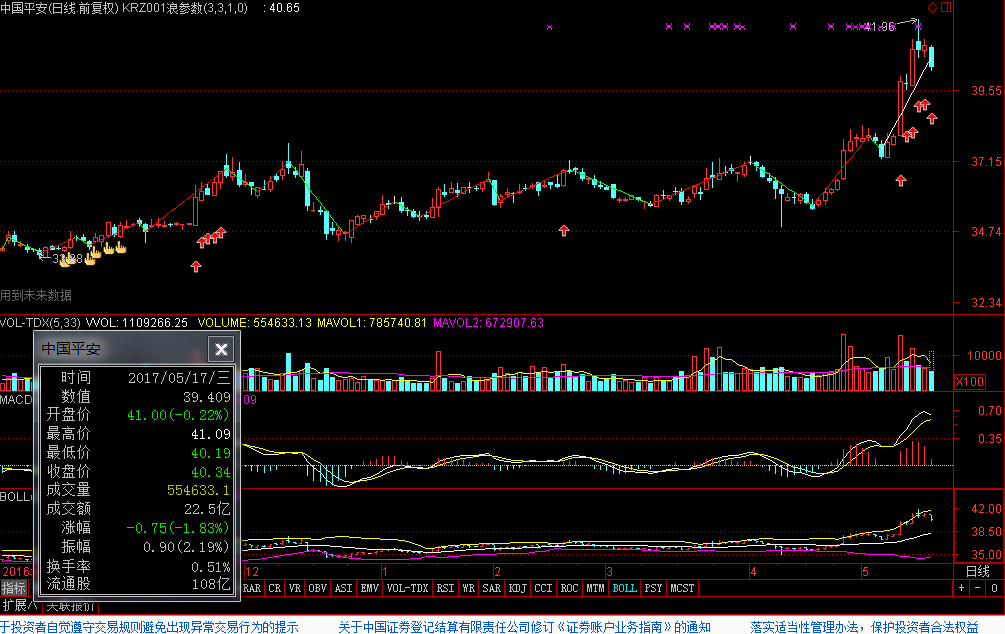 中国平安(日线.前复权) KRZ001浪参数(3,3,1,0) : 40.65
41.96
39.55
37.15
34.74
32.34
用到未来数据
VOL-TDX(5,33) VVOL: 1109266.25 VOLUME: 554633.13 MAVOL1: 785740.81 MAVOL2: 672907.63
10000
X100
中国平安
时间 2017/05/17/三
数值 39.409
开盘价 41.00(-0.22%)
最高价 41.09
最低价 40.19
收盘价 40.34
成交量 554633.1
成交额 22.5亿
涨幅 -0.75(-1.83%)
振幅 0.90(2.19%)
换手率 0.51%
流通股 108亿
MACD
09
0.70
0.35
BOLL
42.00
38.50
35.00
2016
12
1
2
3
4
5
日线
指标
RAR CR VR OBV ASI EMV VOL-TDX RSI WR SAR KDJ CCI ROC MTM BOLL PSY MCST
+ - 0
扩展∧ 关联报价
于投资者自觉遵守交易规则避免出现异常交易行为的提示 关于中国证券登记结算有限责任公司修订《证券账户业务指南》的通知 落实适当性管理办法，保护投资者合法权益